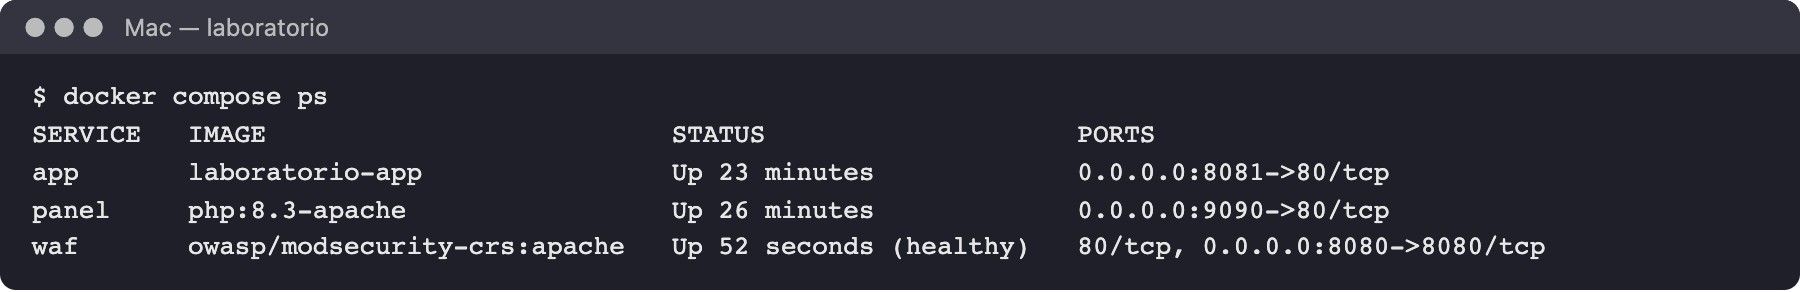 Mac — laboratorio
$ docker compose ps
SERVICE   IMAGE                          STATUS                    PORTS
app       laboratorio-app                Up 23 minutes             0.0.0.0:8081->80/tcp
panel     php:8.3-apache                 Up 26 minutes             0.0.0.0:9090->80/tcp
waf       owasp/modsecurity-crs:apache   Up 52 seconds (healthy)   80/tcp, 0.0.0.0:8080->8080/tcp